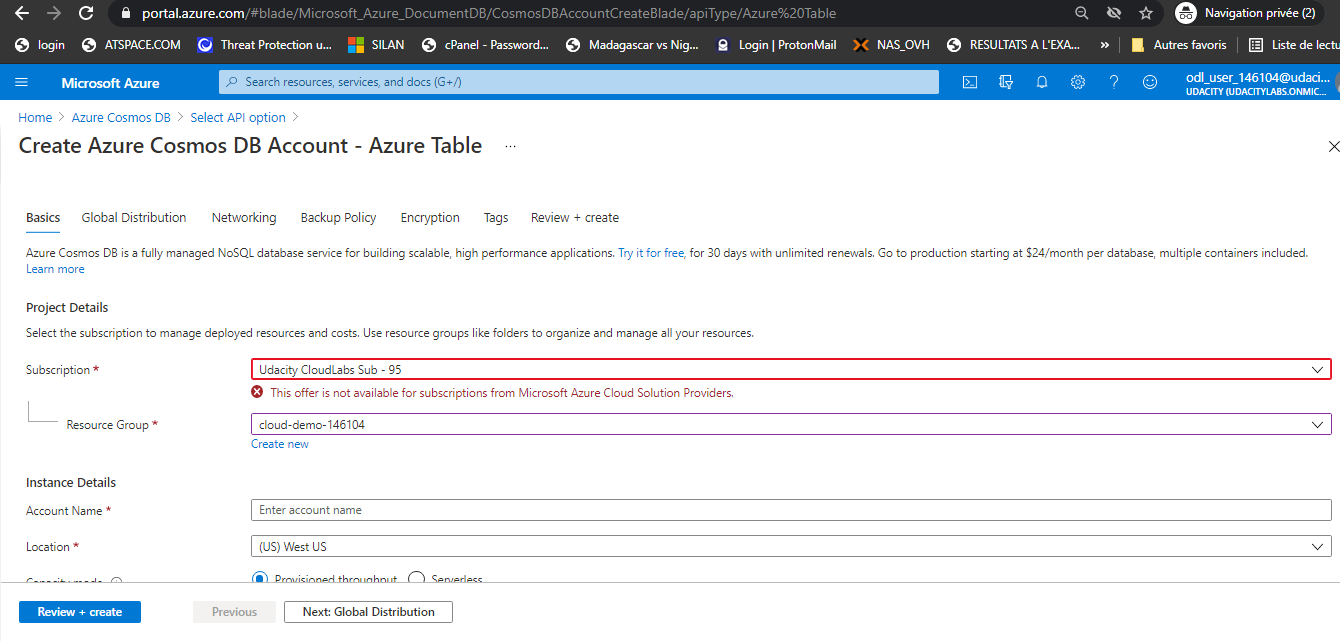 portal.azure.com/#blade/Microsoft_Azure_DocumentDB/CosmosDBAccountCreateBlade/apiType/Azure%20Table
Navigation privée (2)
login
ATSPACE.COM
Threat Protection u...
SILAN
cPanel - Password...
Madagascar vs Nig...
Login | ProtonMail
NAS_OVH
RESULTATS A L'EXA...
»
Autres favoris
Liste de lectu
Microsoft Azure
Search resources, services, and docs (G+/)
odl_user_146104@udaci...
UDACITY (UDACITYLABS.ONMIC...
Home > Azure Cosmos DB > Select API option >
Create Azure Cosmos DB Account - Azure Table ...
Basics
Global Distribution
Networking
Backup Policy
Encryption
Tags
Review + create
Azure Cosmos DB is a fully managed NoSQL database service for building scalable, high performance applications. Try it for free, for 30 days with unlimited renewals. Go to production starting at $24/month per database, multiple containers included.
Learn more
Project Details
Select the subscription to manage deployed resources and costs. Use resource groups like folders to organize and manage all your resources.
Subscription *
Udacity CloudLabs Sub - 95
This offer is not available for subscriptions from Microsoft Azure Cloud Solution Providers.
Resource Group *
cloud-demo-146104
Create new
Instance Details
Account Name *
Enter account name
Location *
(US) West US
Capacity mode
Provisioned throughput
Serverless
Review + create
Previous
Next: Global Distribution